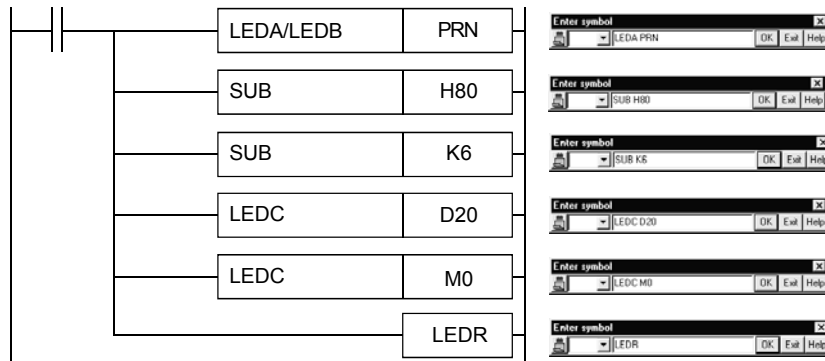 LEDA/LEDB PRN
Enter symbol
LEDA PRN OK Exit Help
SUB H80
Enter symbol
SUB H80 OK Exit Help
SUB K6
Enter symbol
SUB K6 OK Exit Help
LEDC D20
Enter symbol
LEDC D20 OK Exit Help
LEDC M0
Enter symbol
LEDC M0 OK Exit Help
LEDR
Enter symbol
LEDR OK Exit Help